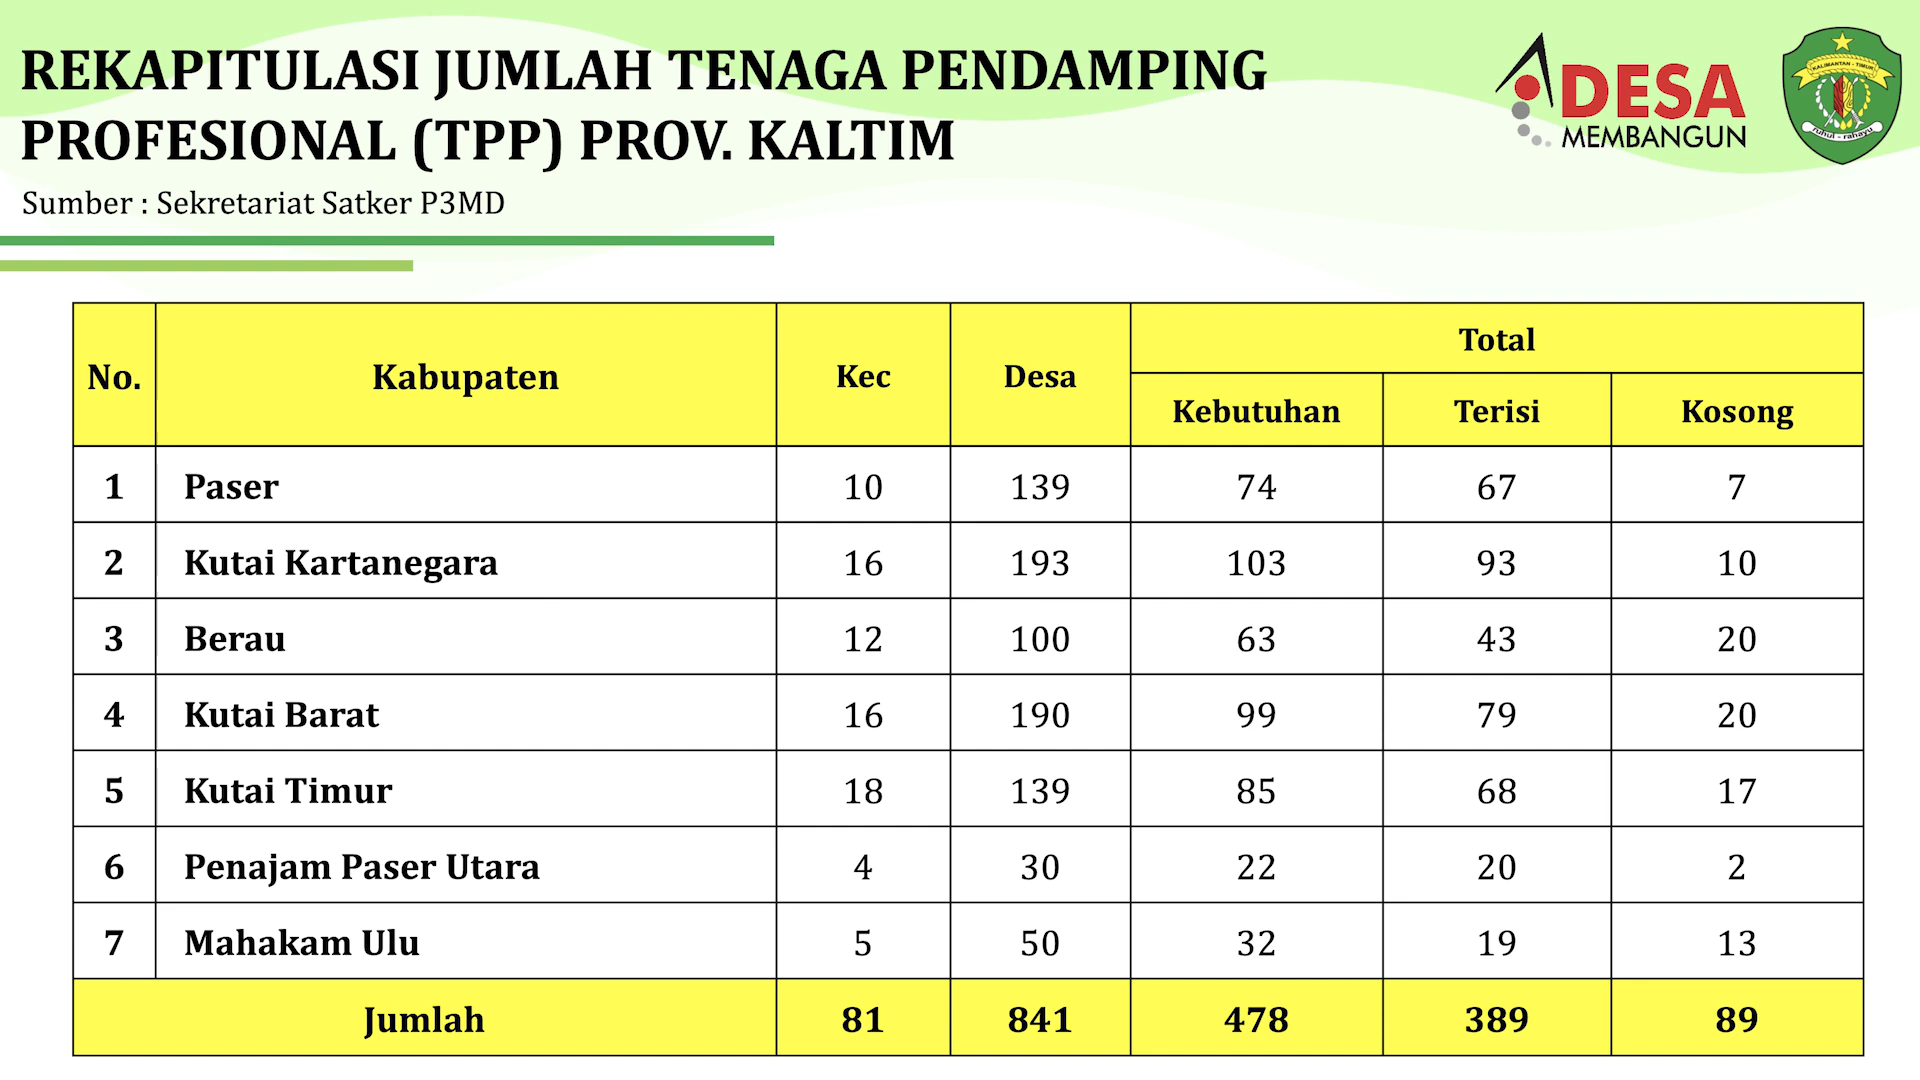 REKAPITULASI JUMLAH TENAGA PENDAMPING
PROFESIONAL (TPP) PROV. KALTIM
Sumber : Sekretariat Satker P3MD
DESA
MEMBANGUN
KALIMANTAN - TIMUR
ruhui - rahayu
No. Kabupaten Kec Desa Total
Kebutuhan Terisi Kosong
1 Paser 10 139 74 67 7
2 Kutai Kartanegara 16 193 103 93 10
3 Berau 12 100 63 43 20
4 Kutai Barat 16 190 99 79 20
5 Kutai Timur 18 139 85 68 17
6 Penajam Paser Utara 4 30 22 20 2
7 Mahakam Ulu 5 50 32 19 13
Jumlah 81 841 478 389 89